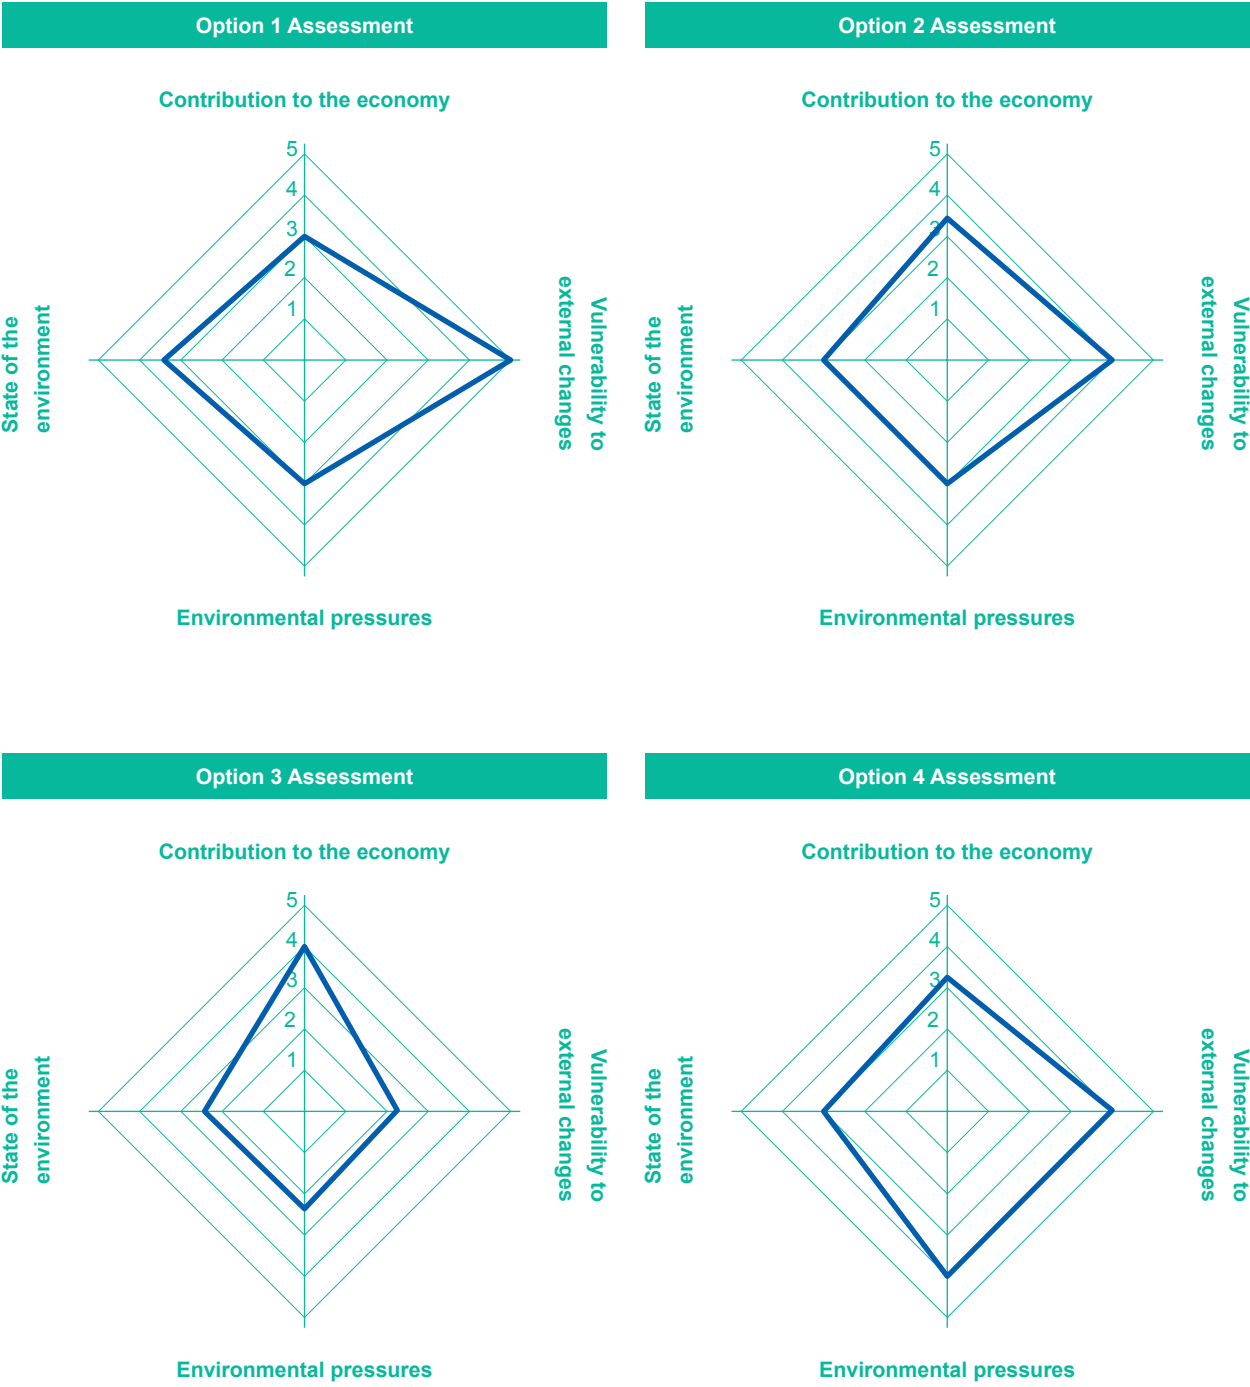 Option 1 Assessment
Contribution to the economy
5
4
3
2
1
State of the
environment
Vulnerability to
external changes
Environmental pressures
Option 2 Assessment
Contribution to the economy
5
4
3
2
1
State of the
environment
Vulnerability to
external changes
Environmental pressures
Option 3 Assessment
Contribution to the economy
5
4
3
2
1
State of the
environment
Vulnerability to
external changes
Environmental pressures
Option 4 Assessment
Contribution to the economy
5
4
3
2
1
State of the
environment
Vulnerability to
external changes
Environmental pressures